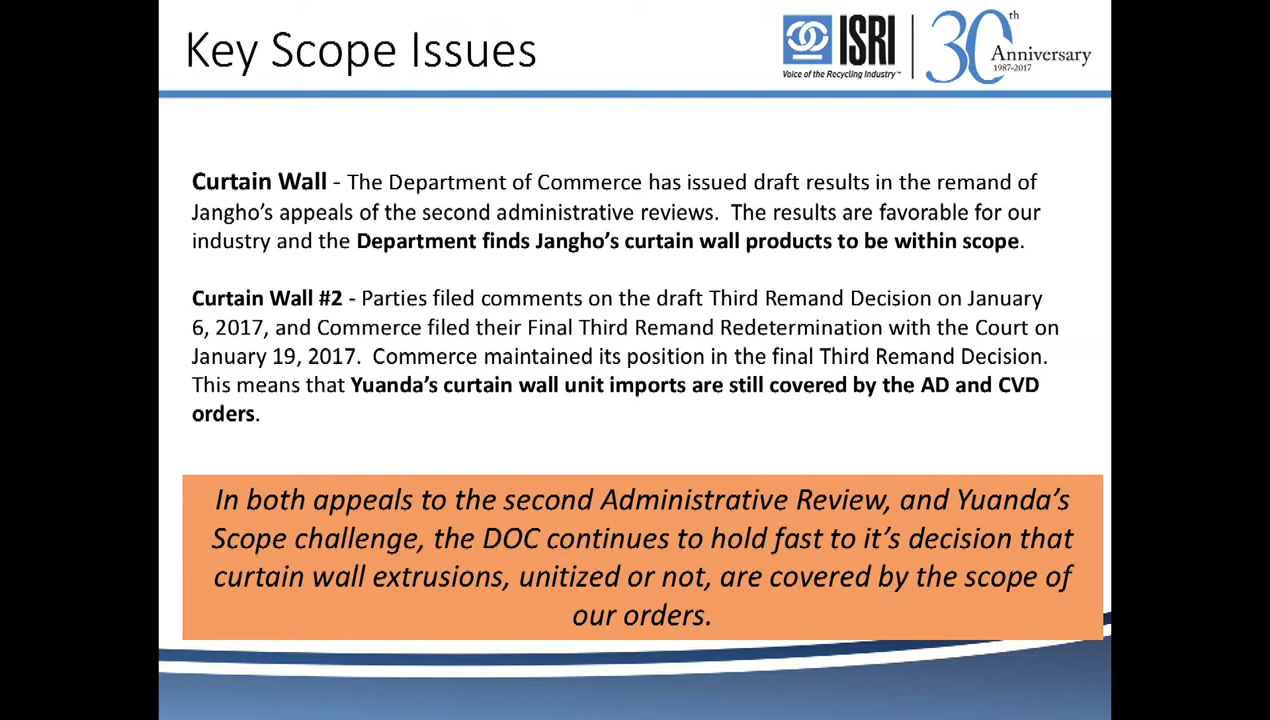 Key Scope Issues
ISRI
Voice of the Recycling Industry™
30th
Anniversary
1987-2017
Curtain Wall - The Department of Commerce has issued draft results in the remand of
Jangho's appeals of the second administrative reviews.  The results are favorable for our
industry and the Department finds Jangho's curtain wall products to be within scope.
Curtain Wall #2 - Parties filed comments on the draft Third Remand Decision on January
6, 2017, and Commerce filed their Final Third Remand Redetermination with the Court on
January 19, 2017.  Commerce maintained its position in the final Third Remand Decision.
This means that Yuanda's curtain wall unit imports are still covered by the AD and CVD
orders.
In both appeals to the second Administrative Review, and Yuanda's
Scope challenge, the DOC continues to hold fast to it's decision that
curtain wall extrusions, unitized or not, are covered by the scope of
our orders.